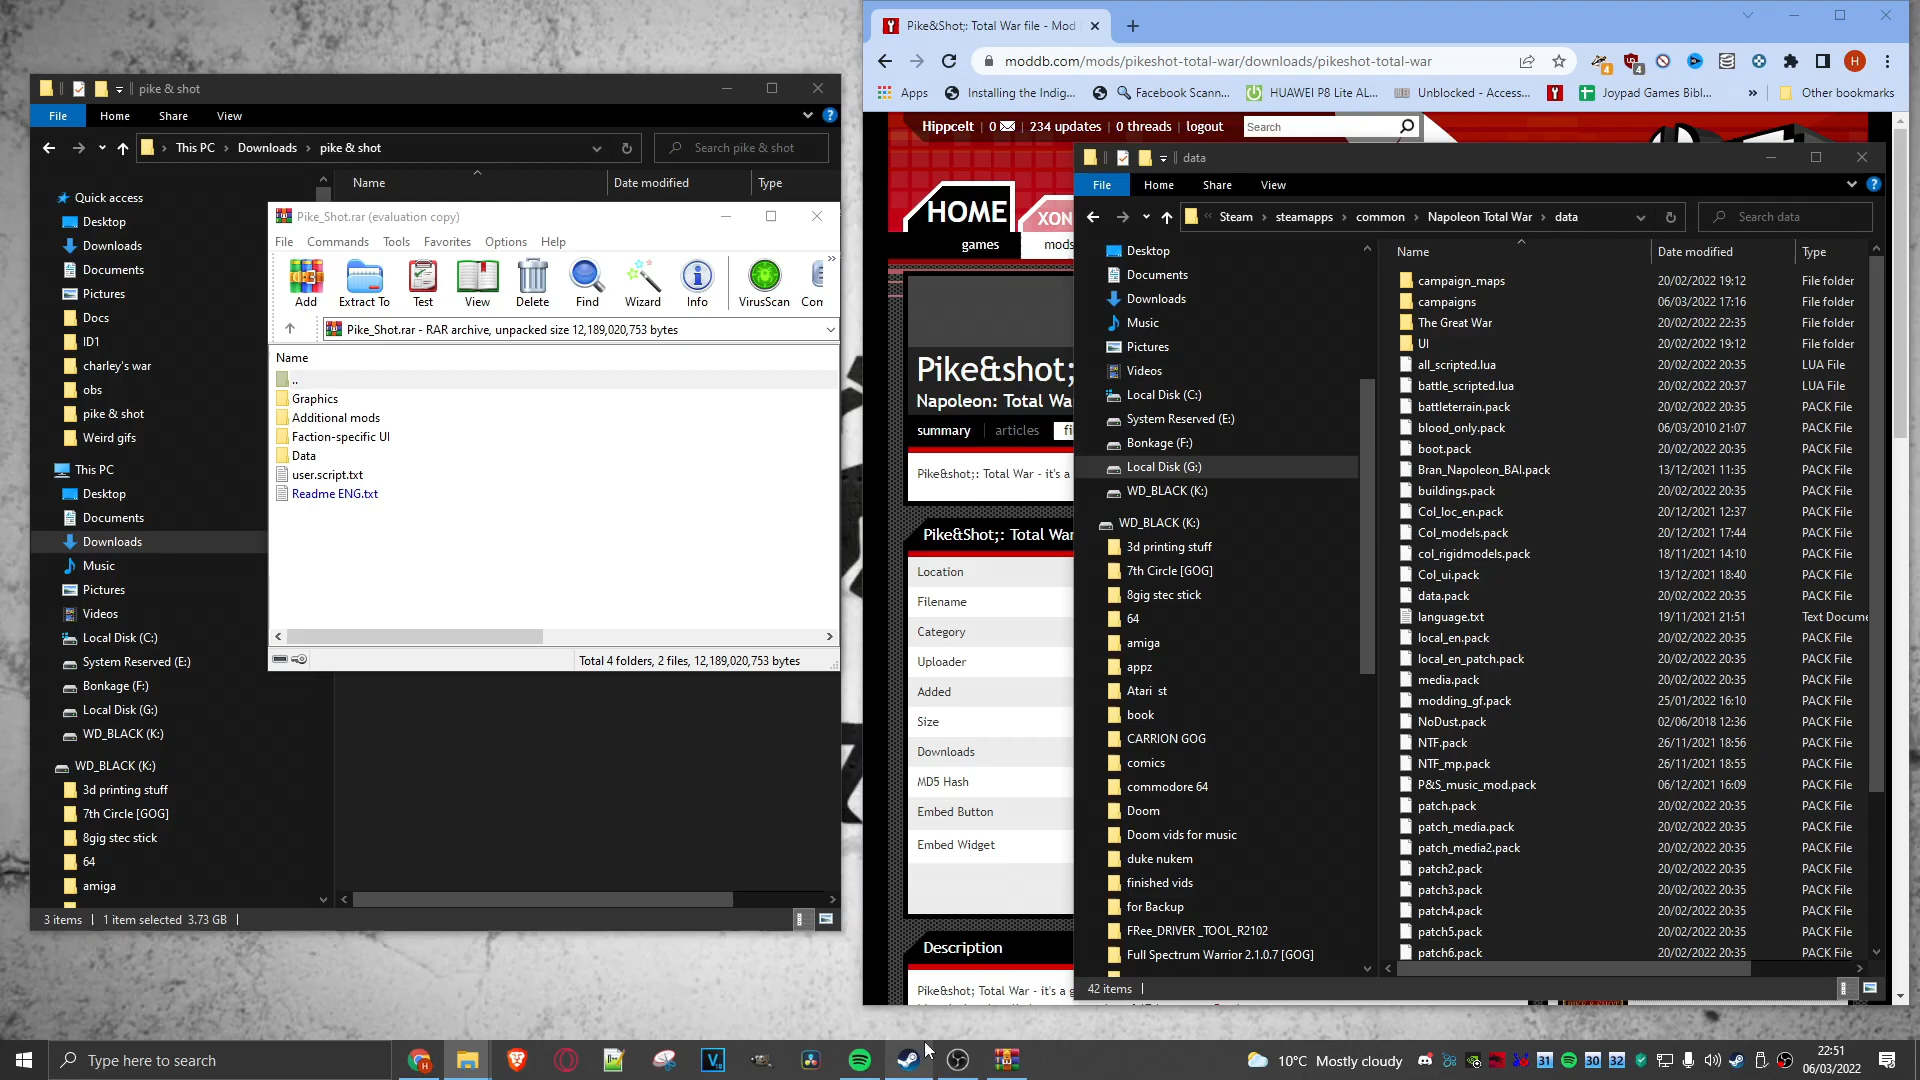 pike & shot
File
Home
Share
View
This PC
Downloads
pike & shot
Search pike & shot
Name
Date modified
Type
Quick access
Desktop
Downloads
Documents
Pictures
Docs
ID1
charley's war
obs
pike & shot
Weird gifs
This PC
Desktop
Documents
Downloads
Music
Pictures
Videos
Local Disk (C:)
System Reserved (E:)
Bonkage (F:)
Local Disk (G:)
WD_BLACK (K:)
WD_BLACK (K:)
3d printing stuff
7th Circle [GOG]
8gig stec stick
64
amiga
3 items
1 item selected 3.73 GB
Pike_Shot.rar (evaluation copy)
File Commands Tools Favorites Options Help
Add
Extract To
Test
View
Delete
Find
Wizard
Info
VirusScan
Com
Pike_Shot.rar - RAR archive, unpacked size 12,189,020,753 bytes
Name
..
Graphics
Additional mods
Faction-specific UI
Data
user.script.txt
Readme ENG.txt
Total 4 folders, 2 files, 12,189,020,753 bytes
Pike&Shot;: Total War file - Mod
moddb.com/mods/pikeshot-total-war/downloads/pikeshot-total-war
4
4
H
Apps
Installing the Indig...
Facebook Scann...
HUAWEI P8 Lite AL...
Unblocked - Access...
Joypad Games Bibl...
Other bookmarks
Hippcelt
0
234 updates
0 threads
logout
Search
HOME
XON
games
mods
Pike&shot;
Napoleon: Total Wa
summary
articles
fi
Pike&shot;: Total War - it's a
Pike&Shot;: Total War
Location
Filename
Category
Uploader
Added
Size
Downloads
MD5 Hash
Embed Button
Embed Widget
Description
Pike&shot; Total War - it's a g
data
File
Home
Share
View
Steam
steamapps
common
Napoleon Total War
data
Search data
Desktop
Documents
Downloads
Music
Pictures
Videos
Local Disk (C:)
System Reserved (E:)
Bonkage (F:)
Local Disk (G:)
WD_BLACK (K:)
WD_BLACK (K:)
3d printing stuff
7th Circle [GOG]
8gig stec stick
64
amiga
appz
Atari st
book
CARRION GOG
comics
commodore 64
Doom
Doom vids for music
duke nukem
finished vids
for Backup
FRee_DRIVER _TOOL_R2102
Full Spectrum Warrior 2.1.0.7 [GOG]
Name Date modified Type
campaign_maps 20/02/2022 19:12 File folder
campaigns 06/03/2022 17:16 File folder
The Great War 20/02/2022 22:35 File folder
UI 20/02/2022 19:12 File folder
all_scripted.lua 20/02/2022 20:35 LUA File
battle_scripted.lua 20/02/2022 20:37 LUA File
battleterrain.pack 20/02/2022 20:35 PACK File
blood_only.pack 06/03/2010 21:07 PACK File
boot.pack 20/02/2022 20:35 PACK File
Bran_Napoleon_BAI.pack 13/12/2021 11:35 PACK File
buildings.pack 20/02/2022 20:35 PACK File
Col_loc_en.pack 20/12/2021 12:37 PACK File
Col_models.pack 20/12/2021 17:44 PACK File
col_rigidmodels.pack 18/11/2021 14:10 PACK File
Col_ui.pack 13/12/2021 18:40 PACK File
data.pack 20/02/2022 20:35 PACK File
language.txt 19/11/2021 21:51 Text Docume
local_en.pack 20/02/2022 20:35 PACK File
local_en_patch.pack 20/02/2022 20:35 PACK File
media.pack 20/02/2022 20:35 PACK File
modding_gf.pack 25/01/2022 16:10 PACK File
NoDust.pack 02/06/2018 12:36 PACK File
NTF.pack 26/11/2021 18:56 PACK File
NTF_mp.pack 26/11/2021 18:55 PACK File
P&S_music_mod.pack 06/12/2021 16:09 PACK File
patch.pack 20/02/2022 20:35 PACK File
patch_media.pack 20/02/2022 20:35 PACK File
patch_media2.pack 20/02/2022 20:35 PACK File
patch2.pack 20/02/2022 20:35 PACK File
patch3.pack 20/02/2022 20:35 PACK File
patch4.pack 20/02/2022 20:35 PACK File
patch5.pack 20/02/2022 20:35 PACK File
patch6.pack 20/02/2022 20:35 PACK File
42 items
Type here to search
10°C Mostly cloudy
31
30
32
22:51
06/03/2022